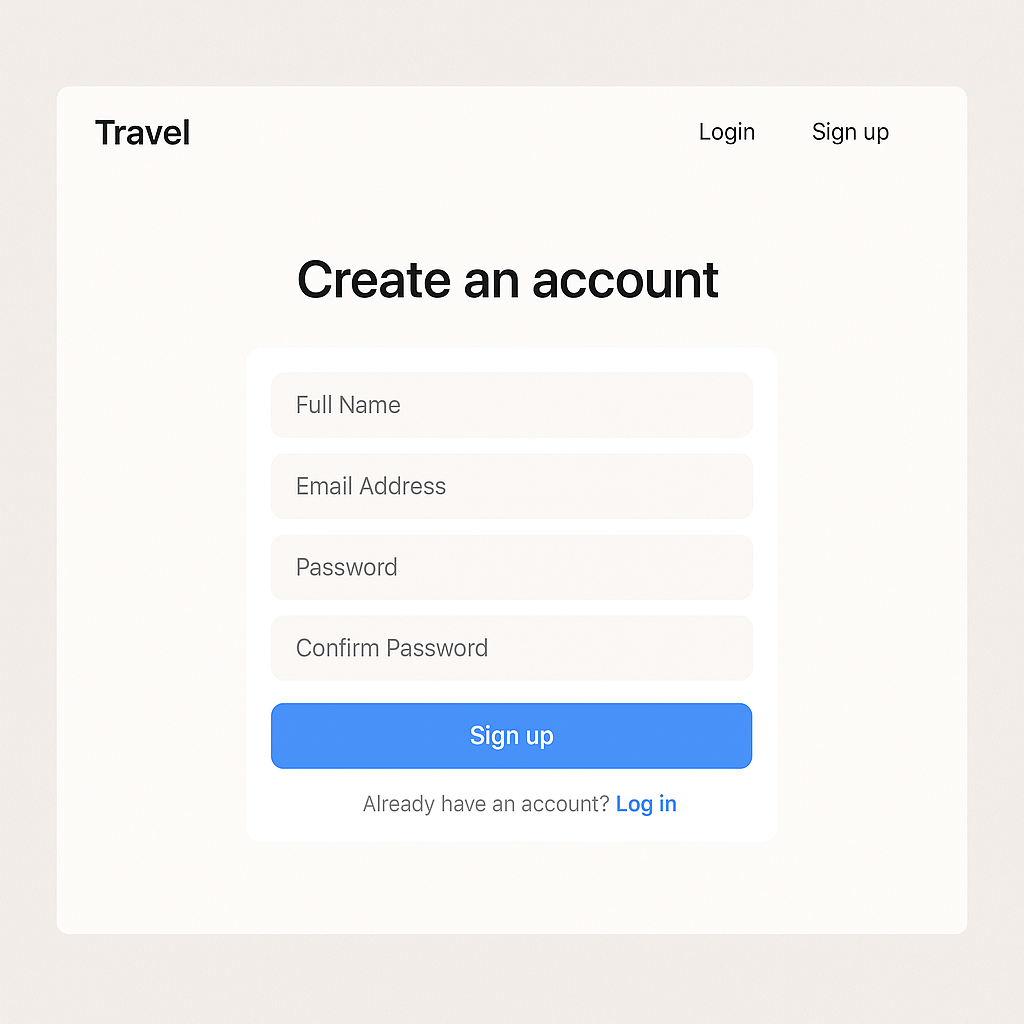 Travel
Login
Sign up
Create an account
Full Name
Email Address
Password
Confirm Password
Sign up
Already have an account? Log in